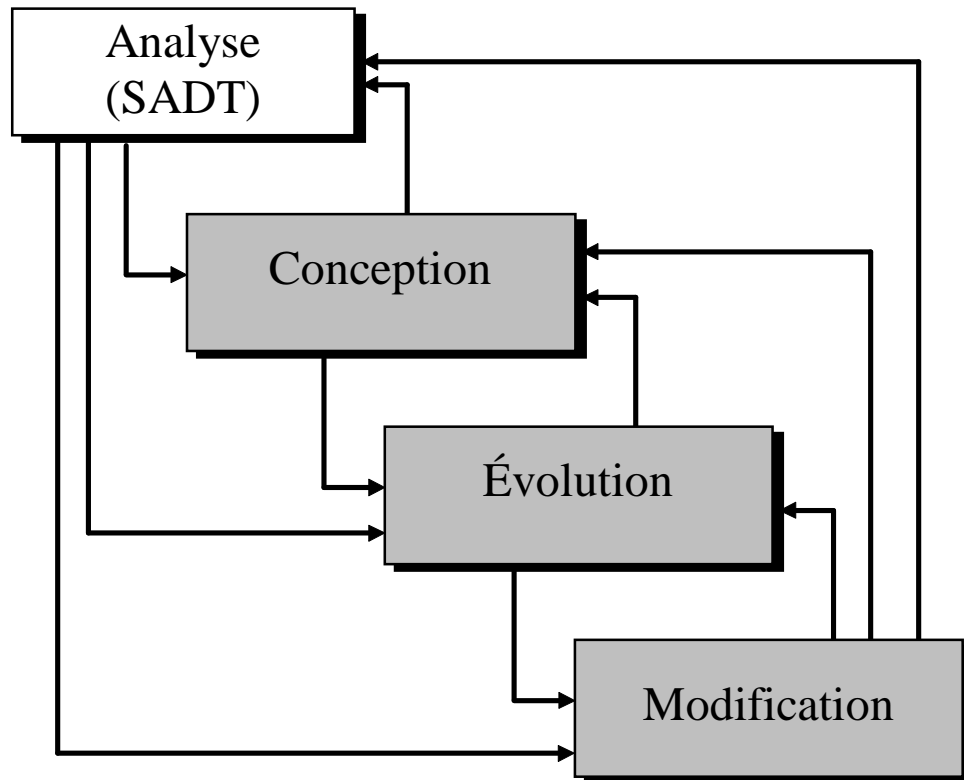 Analyse
(SADT)
Conception
Évolution
Modification